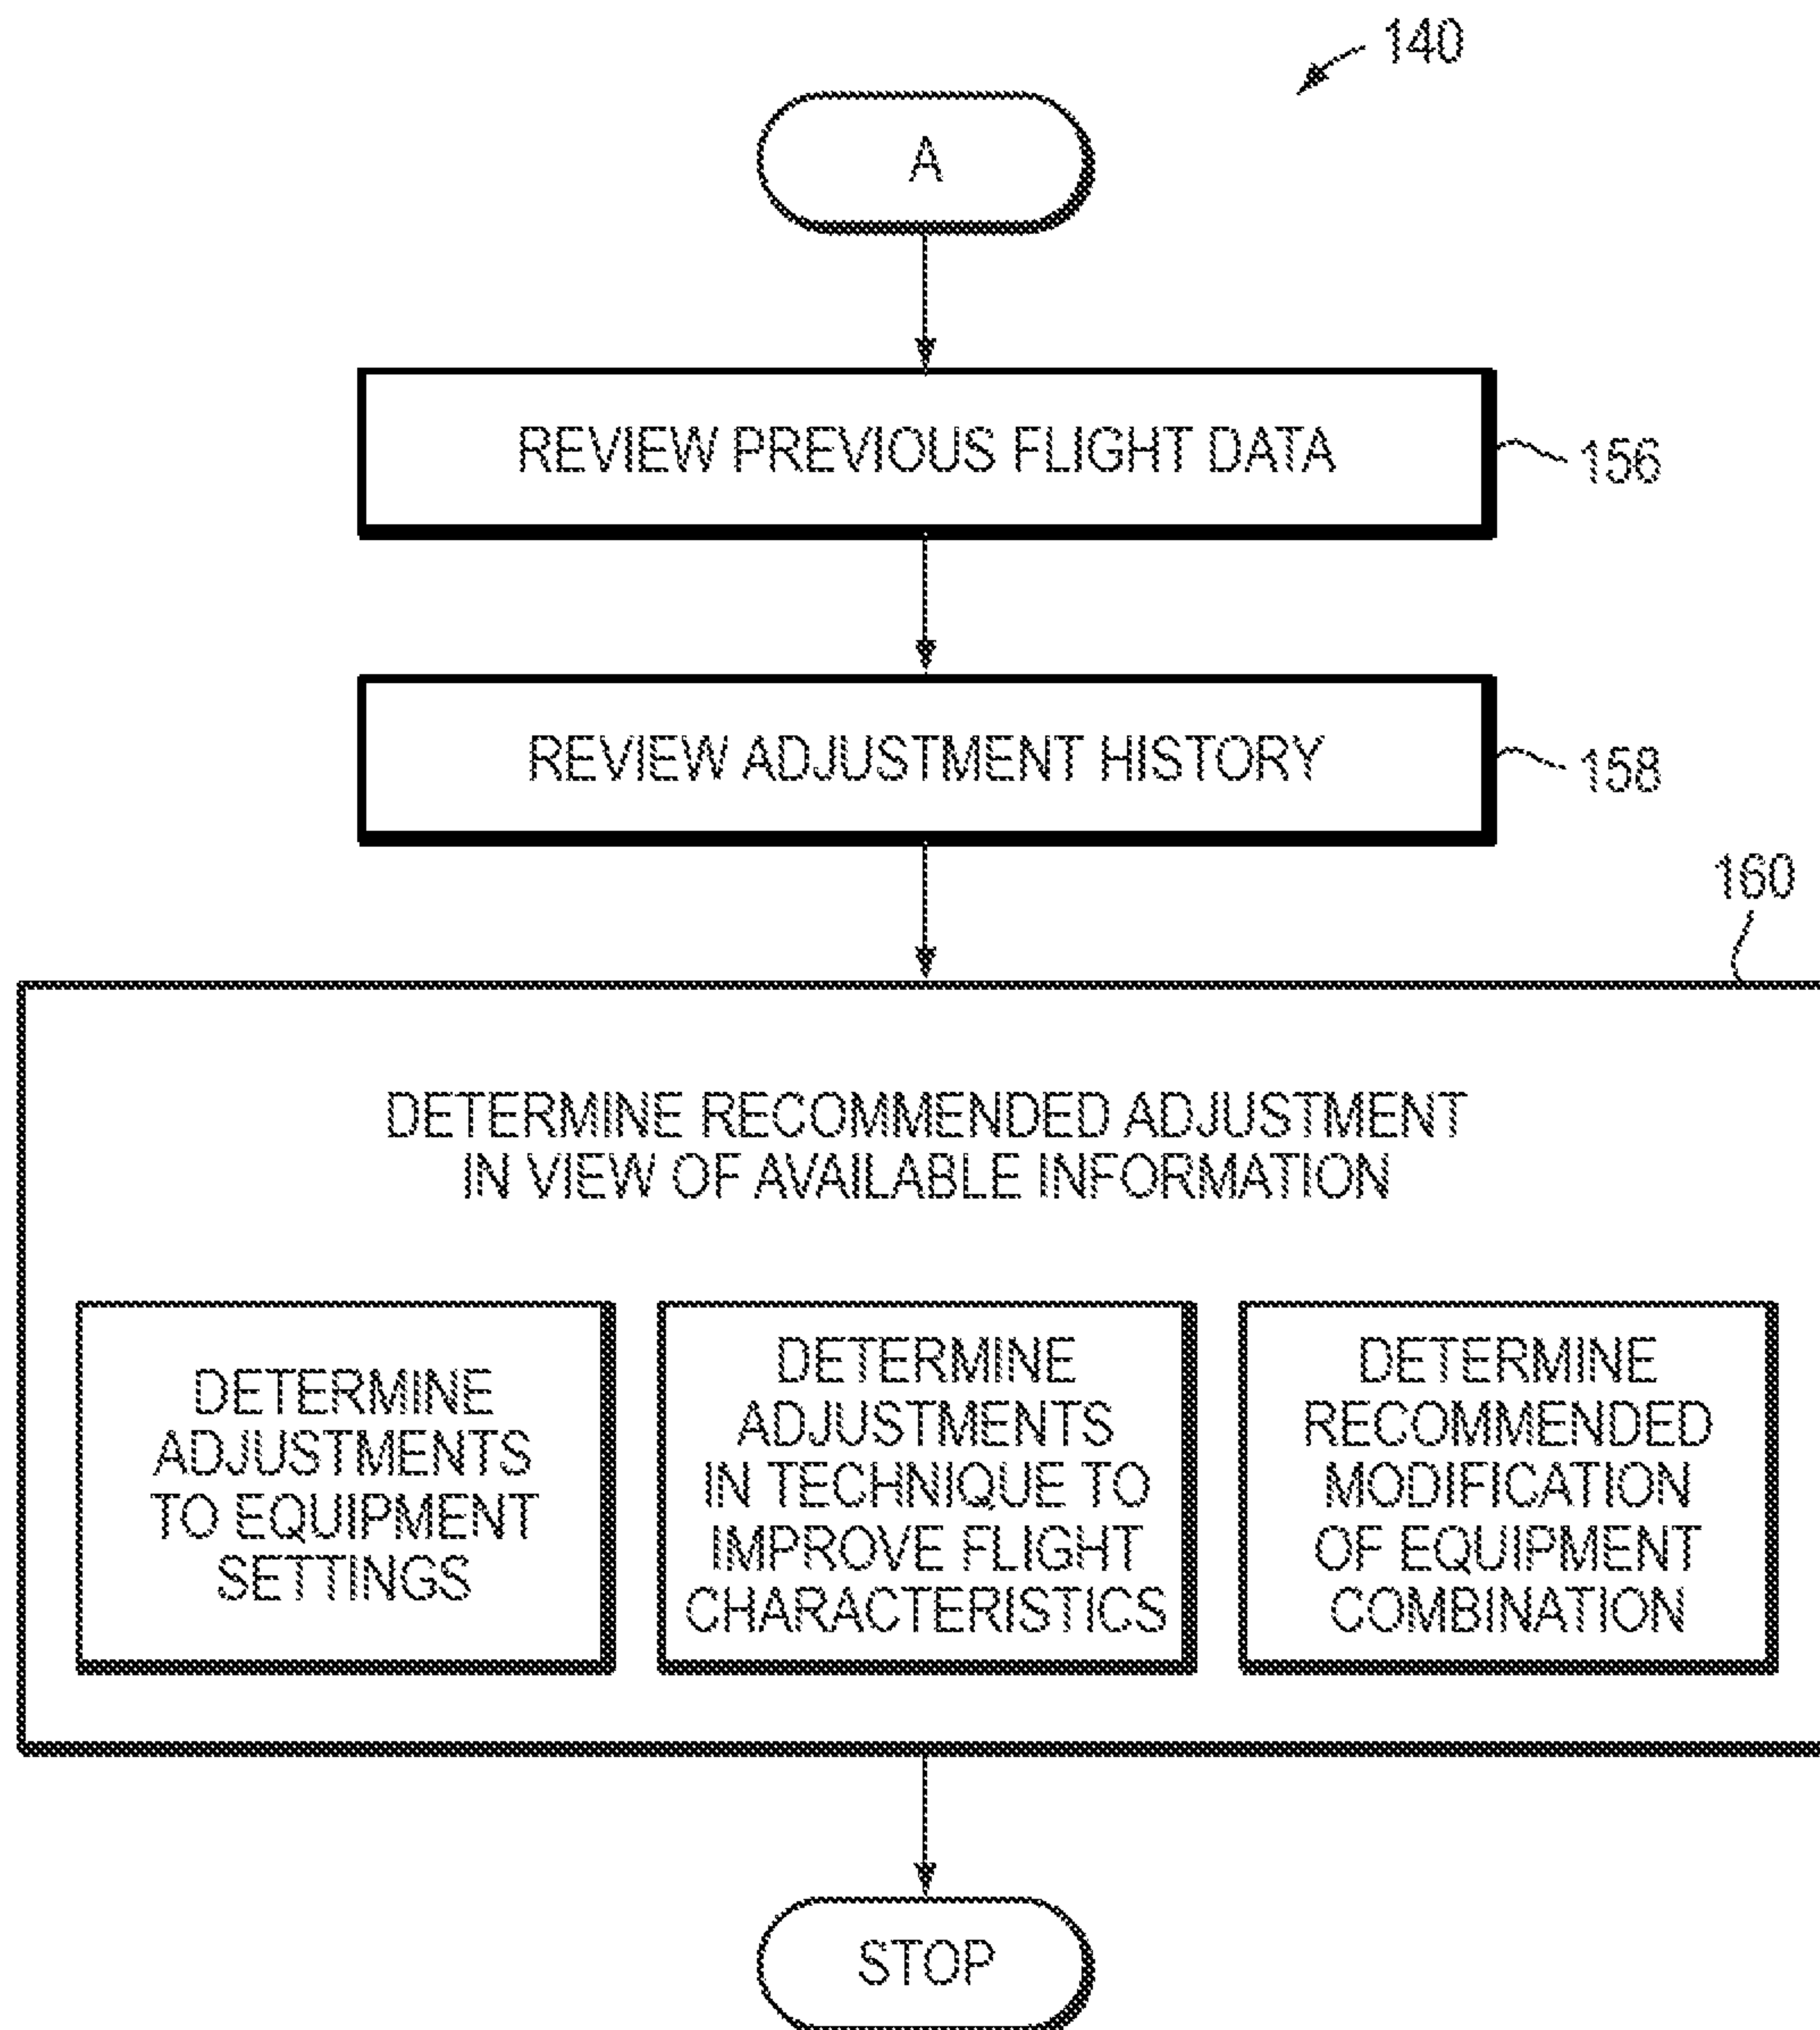 140
A
REVIEW PREVIOUS FLIGHT DATA
156
REVIEW ADJUSTMENT HISTORY
158
160
DETERMINE RECOMMENDED ADJUSTMENT
IN VIEW OF AVAILABLE INFORMATION
DETERMINE
ADJUSTMENTS
TO EQUIPMENT
SETTINGS
DETERMINE
ADJUSTMENTS
IN TECHNIQUE TO
IMPROVE FLIGHT
CHARACTERISTICS
DETERMINE
RECOMMENDED
MODIFICATION
OF EQUIPMENT
COMBINATION
STOP